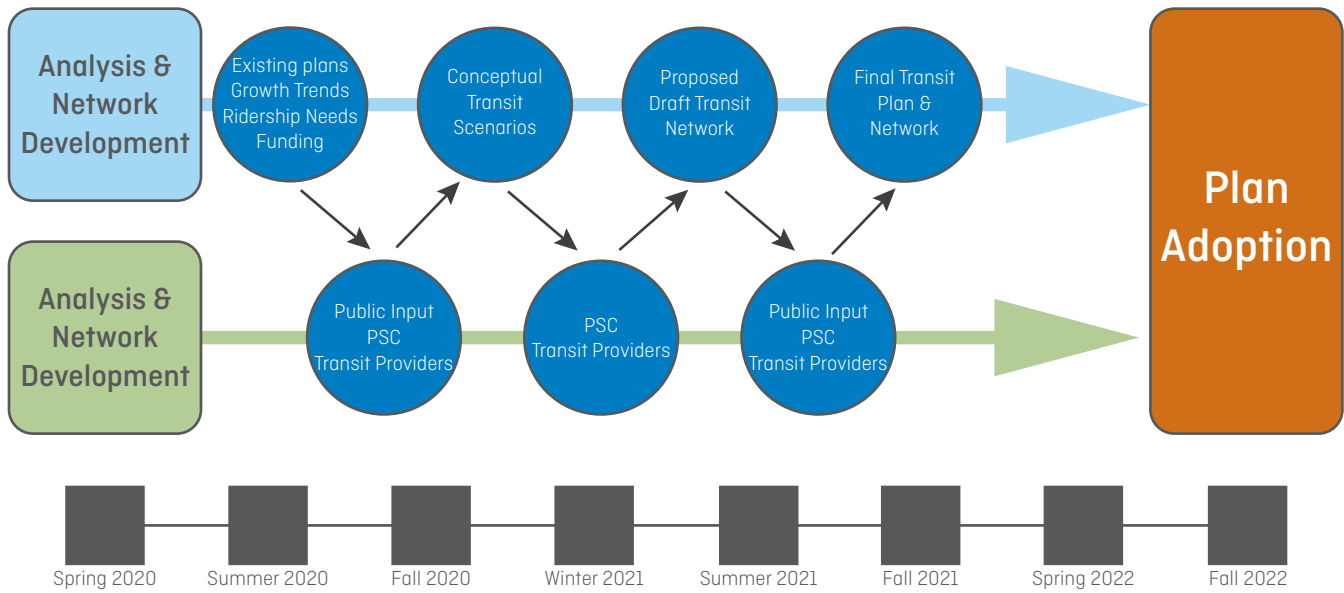 Analysis &
Network
Development
Existing plans
Growth Trends
Ridership Needs
Funding
Conceptual
Transit
Scenarios
Proposed
Draft Transit
Network
Final Transit
Plan &
Network
Plan
Adoption
Analysis &
Network
Development
Public Input
PSC
Transit Providers
PSC
Transit Providers
Public Input
PSC
Transit Providers
Spring 2020
Summer 2020
Fall 2020
Winter 2021
Summer 2021
Fall 2021
Spring 2022
Fall 2022